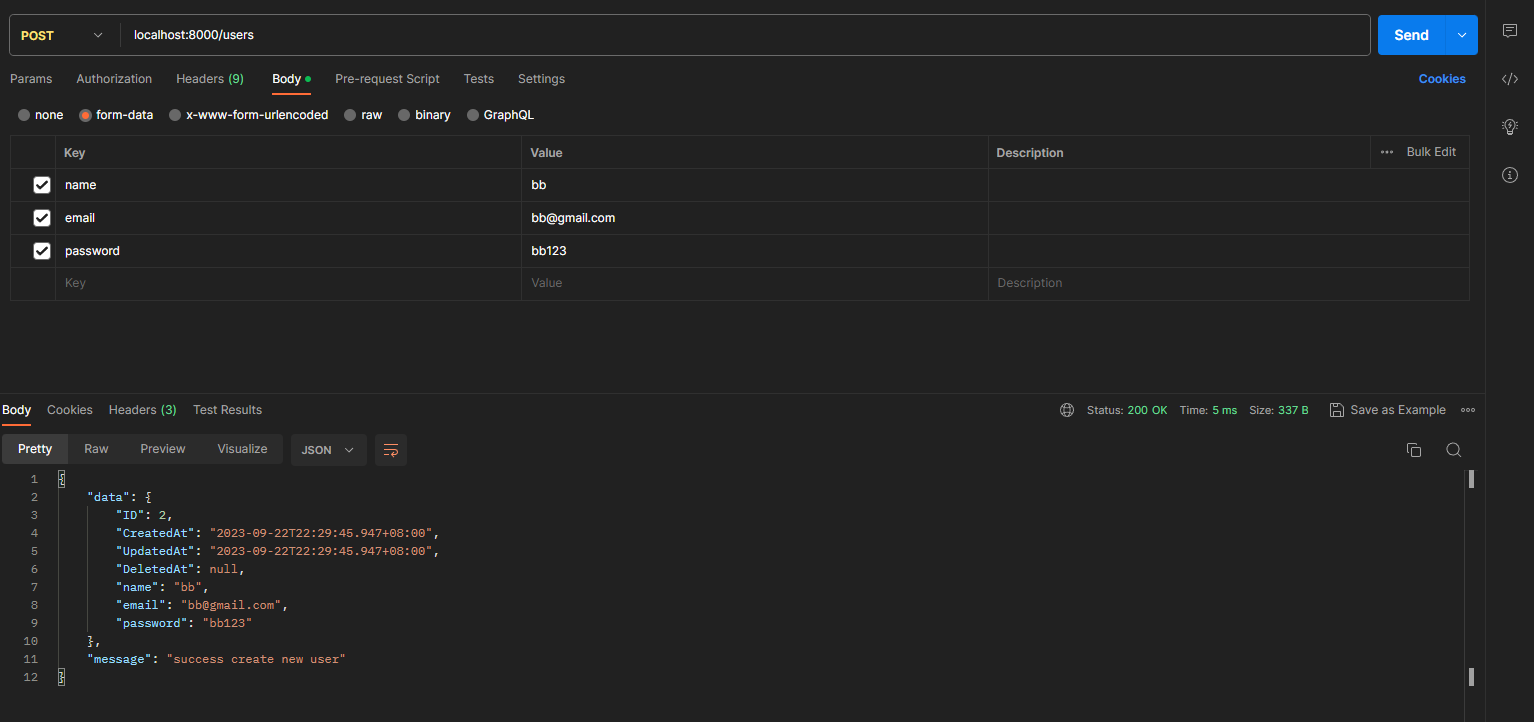 POST localhost:8000/users Send
Params Authorization Headers (9) Body Pre-request Script Tests Settings Cookies
none form-data x-www-form-urlencoded raw binary GraphQL
Key Value Description Bulk Edit
name bb
email bb@gmail.com
password bb123
Key Value Description
Body Cookies Headers (3) Test Results Status: 200 OK Time: 5 ms Size: 337 B Save as Example
Pretty Raw Preview Visualize JSON
1 {
2 "data": {
3 "ID": 2,
4 "CreatedAt": "2023-09-22T22:29:45.947+08:00",
5 "UpdatedAt": "2023-09-22T22:29:45.947+08:00",
6 "DeletedAt": null,
7 "name": "bb",
8 "email": "bb@gmail.com",
9 "password": "bb123"
10 },
11 "message": "success create new user"
12 }